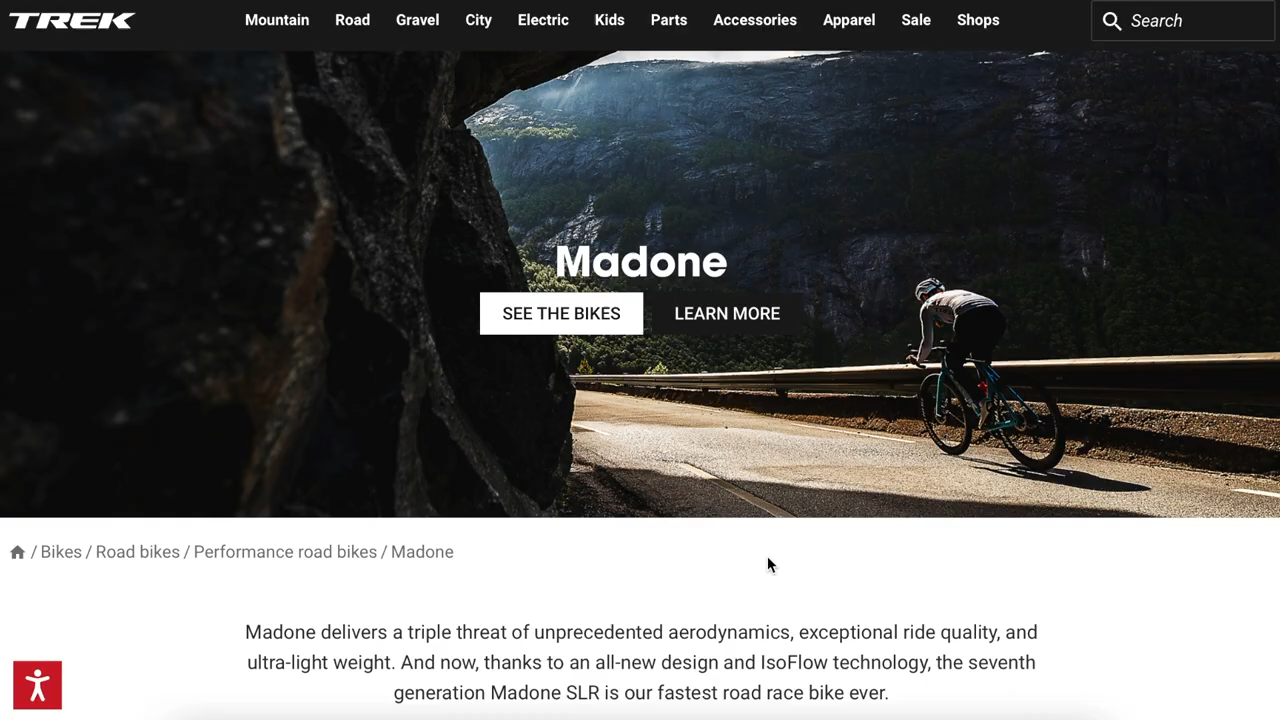 TREK
Mountain Road Gravel City Electric Kids Parts Accessories Apparel Sale Shops
Search
Madone
SEE THE BIKES LEARN MORE
/ Bikes / Road bikes / Performance road bikes / Madone
Madone delivers a triple threat of unprecedented aerodynamics, exceptional ride quality, and
ultra-light weight. And now, thanks to an all-new design and IsoFlow technology, the seventh
generation Madone SLR is our fastest road race bike ever.